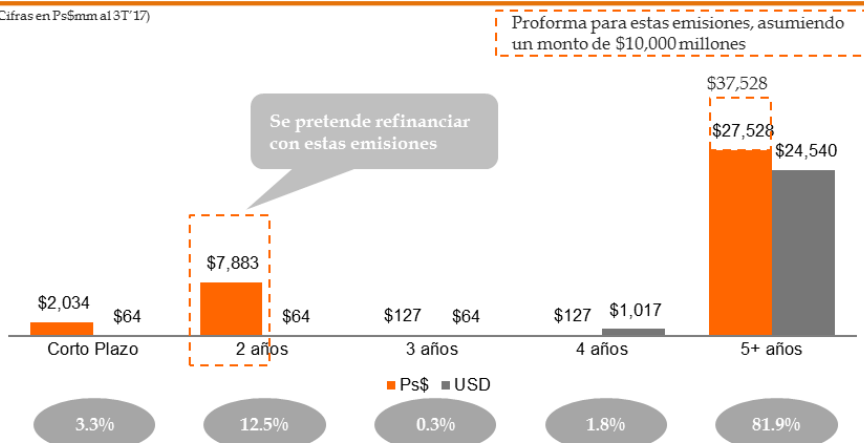 Cifras en Ps$mm al 3T'17)
Proforma para estas emisiones, asumiendo
un monto de $10,000 millones
$37,528
Se pretende refinanciar
con estas emisiones
$27,528
$24,540
$7,883
$2,034
$64
$64
$127
$64
$127
$1,017
Corto Plazo
2 años
3 años
4 años
5+ años
Ps$
USD
3.3%
12.5%
0.3%
1.8%
81.9%